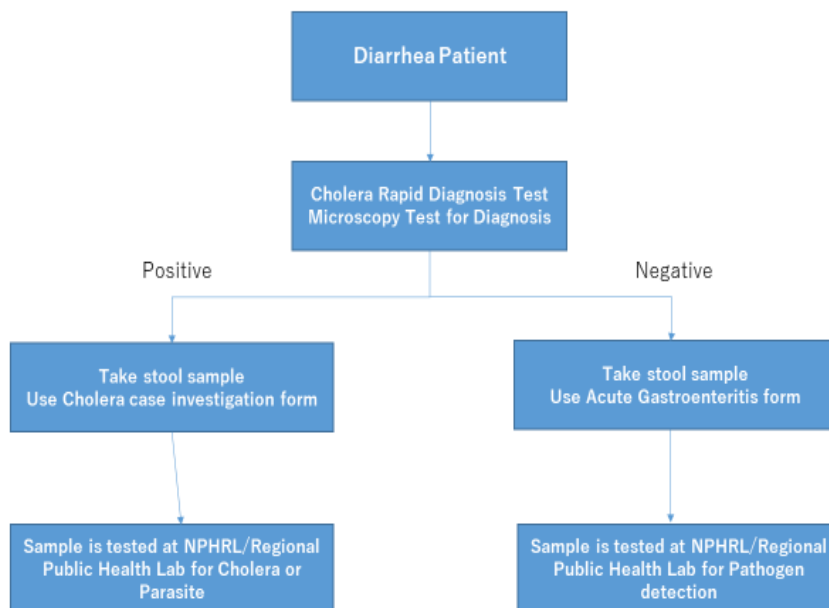 Diarrhea Patient
Cholera Rapid Diagnosis Test
Microscopy Test for Diagnosis
Positive
Negative
Take stool sample
Use Cholera case investigation form
Take stool sample
Use Acute Gastroenteritis form
Sample is tested at NPHRL/Regional
Public Health Lab for Cholera or
Parasite
Sample is tested at NPHRL/Regional
Public Health Lab for Pathogen
detection